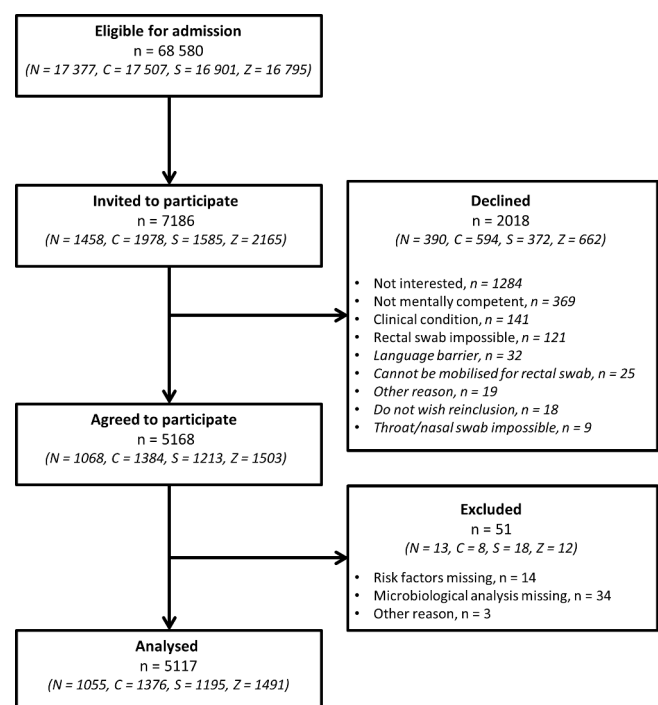 Eligible for admission
n = 68 580
(N = 17 377, C = 17 507, S = 16 901, Z = 16 795)
Invited to participate
n = 7186
(N = 1458, C = 1978, S = 1585, Z = 2165)
Declined
n = 2018
(N = 390, C = 594, S = 372, Z = 662)
• Not interested, n = 1284
• Not mentally competent, n = 369
• Clinical condition, n = 141
• Rectal swab impossible, n = 121
• Language barrier, n = 32
• Cannot be mobilised for rectal swab, n = 25
• Other reason, n = 19
• Do not wish reinclusion, n = 18
• Throat/nasal swab impossible, n = 9
Agreed to participate
n = 5168
(N = 1068, C = 1384, S = 1213, Z = 1503)
Excluded
n = 51
(N = 13, C = 8, S = 18, Z = 12)
• Risk factors missing, n = 14
• Microbiological analysis missing, n = 34
• Other reason, n = 3
Analysed
n = 5117
(N = 1055, C = 1376, S = 1195, Z = 1491)